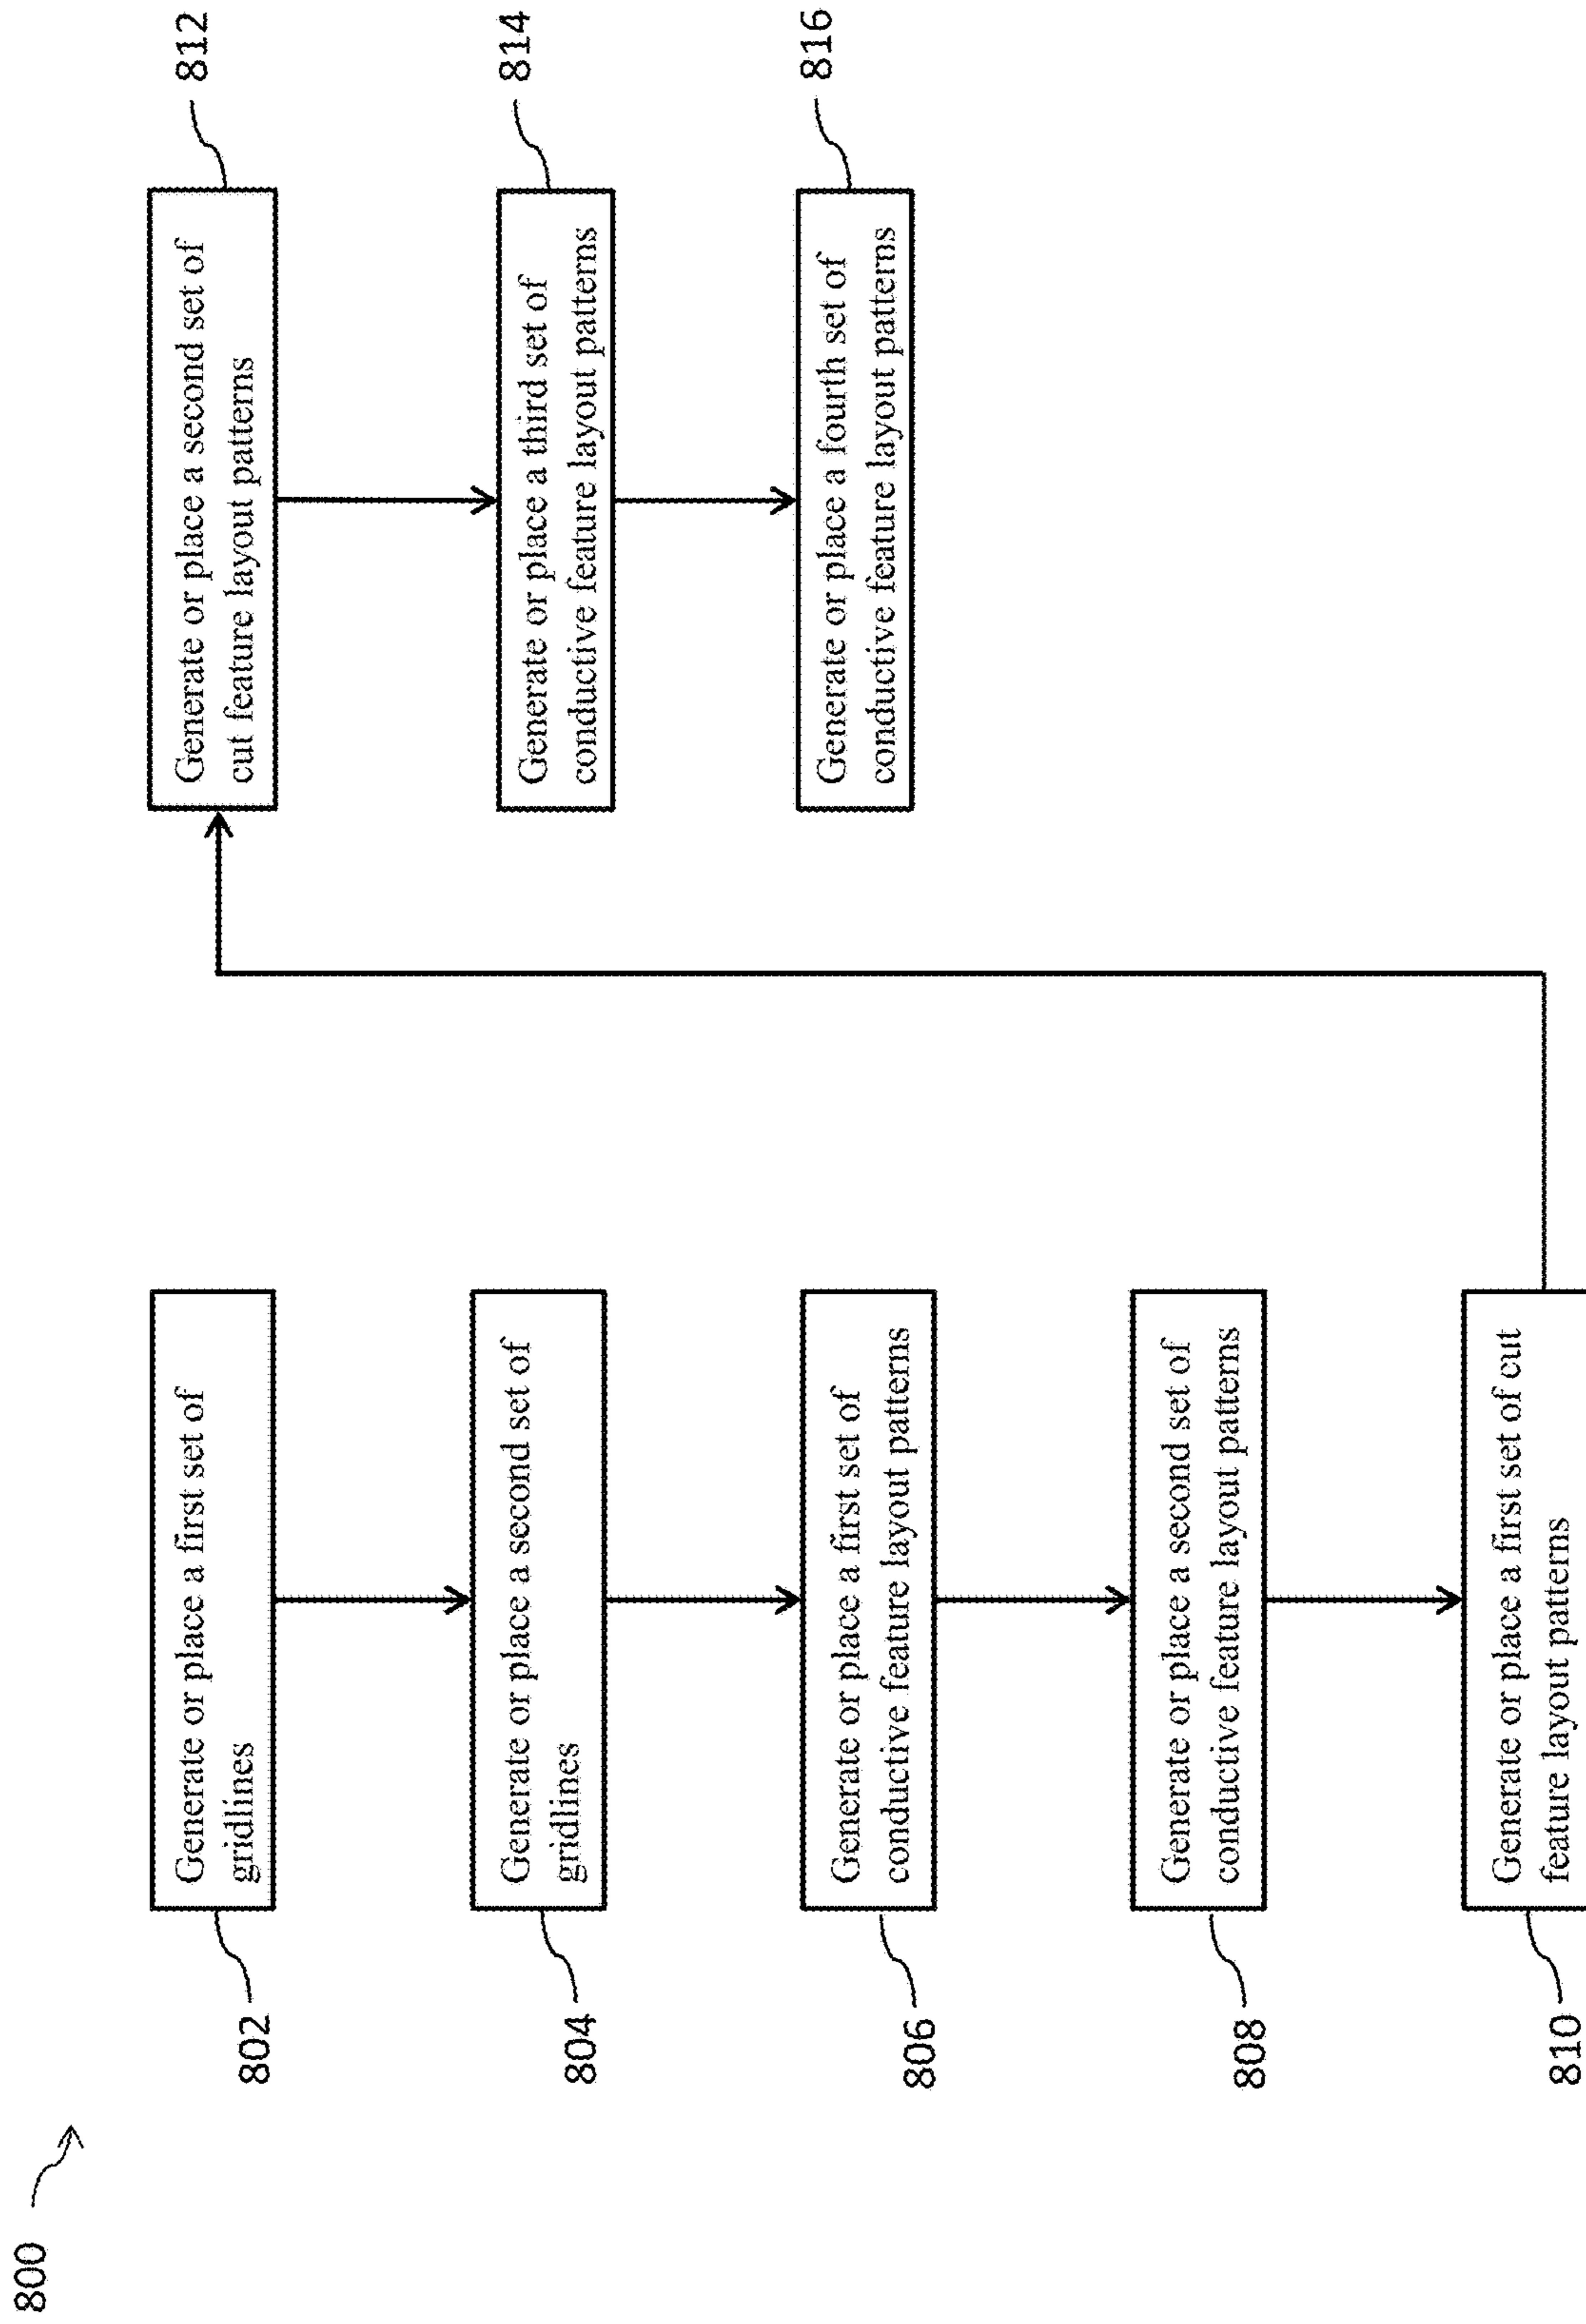 800
802
Generate or place a first set of
gridlines
804
Generate or place a second set of
gridlines
806
Generate or place a first set of
conductive feature layout patterns
808
Generate or place a second set of
conductive feature layout patterns
810
Generate or place a first set of cut
feature layout patterns
812
Generate or place a second set of
cut feature layout patterns
814
Generate or place a third set of
conductive feature layout patterns
816
Generate or place a fourth set of
conductive feature layout patterns